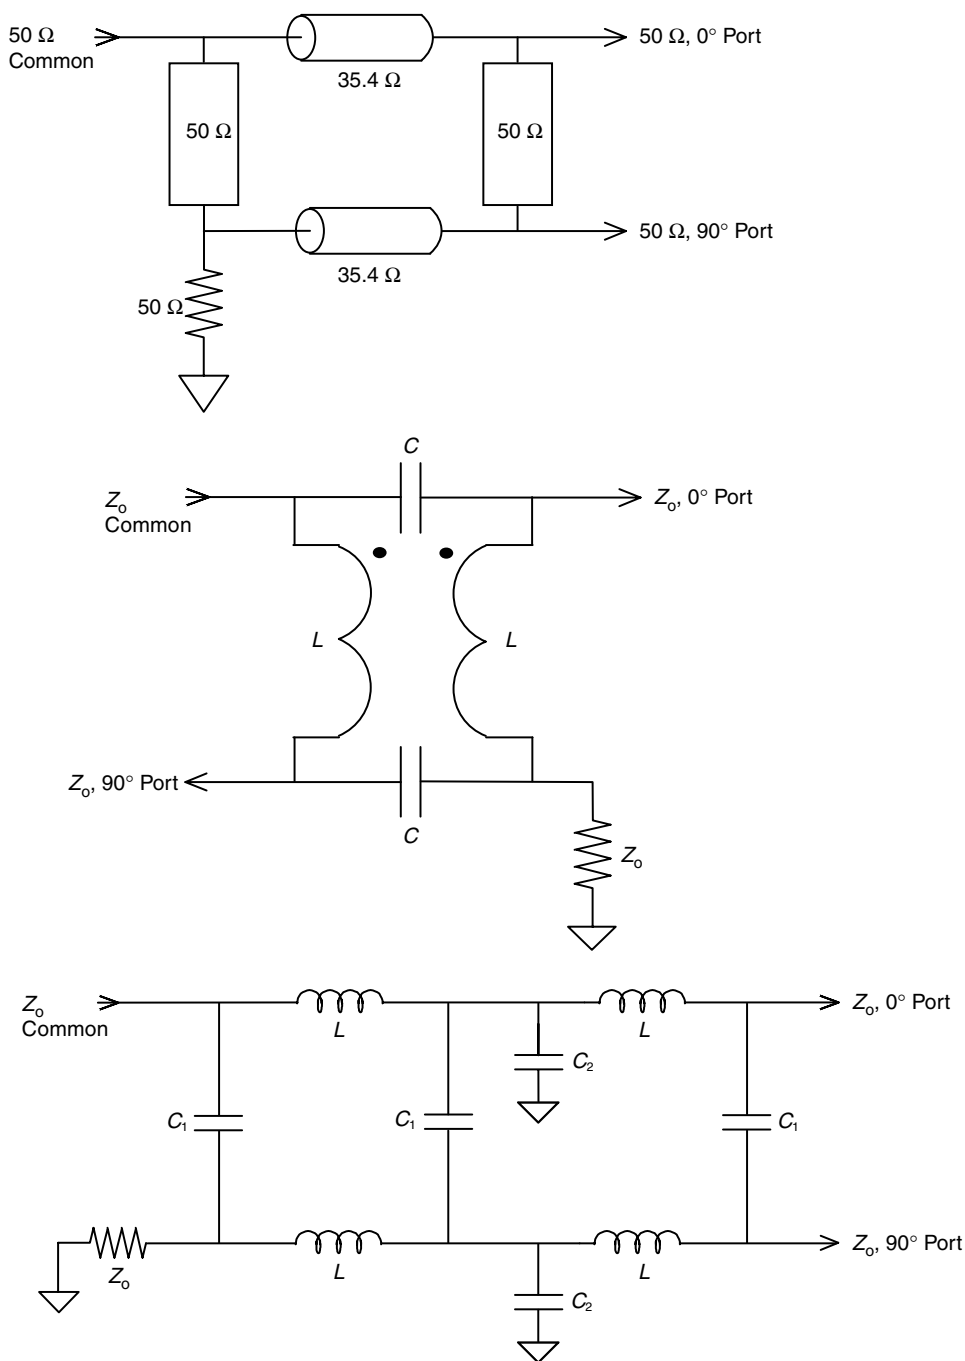 50 Ω
Common
50 Ω, 0° Port
35.4 Ω
50 Ω
50 Ω
50 Ω, 90° Port
35.4 Ω
50 Ω
C
Zo
Common
Zo, 0° Port
L
L
Zo, 90° Port
C
Zo
Zo
Common
L
L
Zo, 0° Port
C2
C1
C1
C1
Zo
L
L
Zo, 90° Port
C2